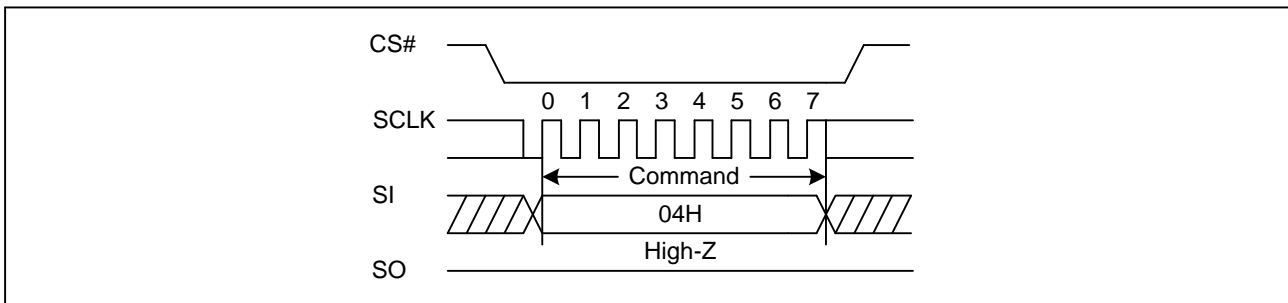 CS#
0 1 2 3 4 5 6 7
SCLK
Command
SI
04H
High-Z
SO